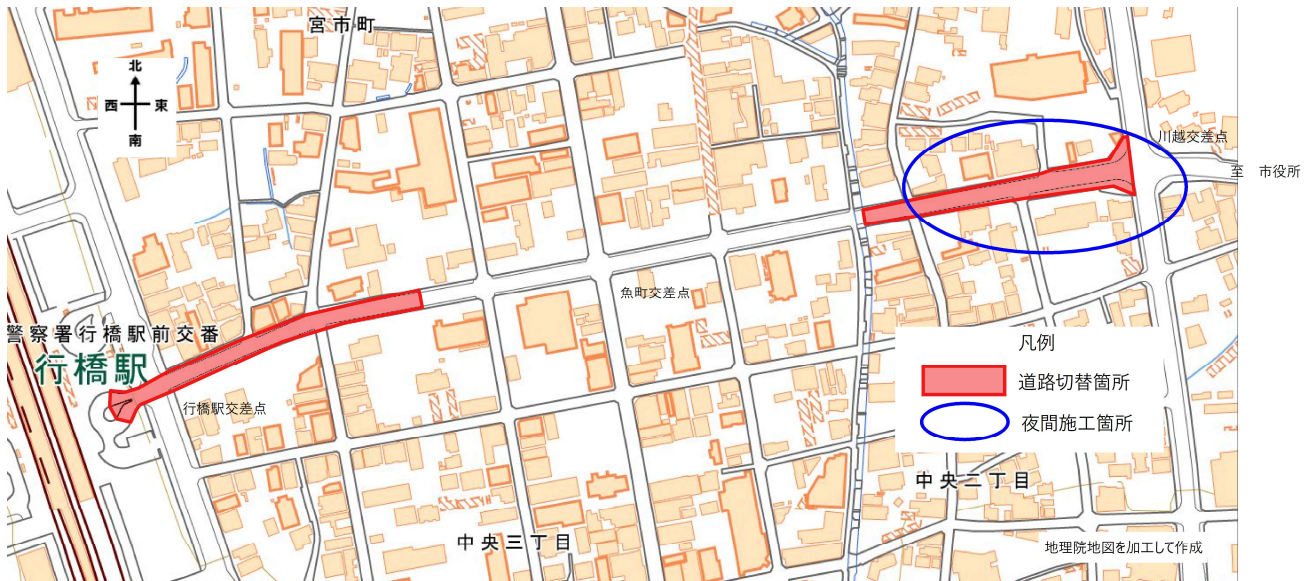 宮市町
北
西 東
南
川越交差点
至 市役所
魚町交差点
警察署行橋駅前交番
行橋駅
行橋駅交差点
凡例
道路切替箇所
夜間施工箇所
中央二丁目
中央三丁目
地理院地図を加工して作成